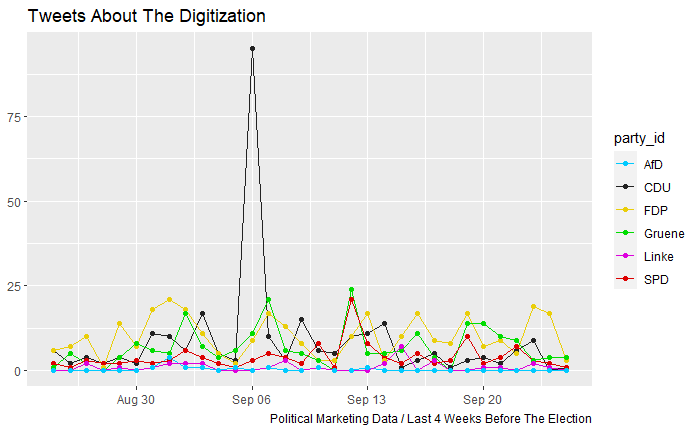 Tweets About The Digitization
75
50
25
0
Aug 30
Sep 06
Sep 13
Sep 20
Political Marketing Data / Last 4 Weeks Before The Election
party_id
AfD
CDU
FDP
Gruene
Linke
SPD